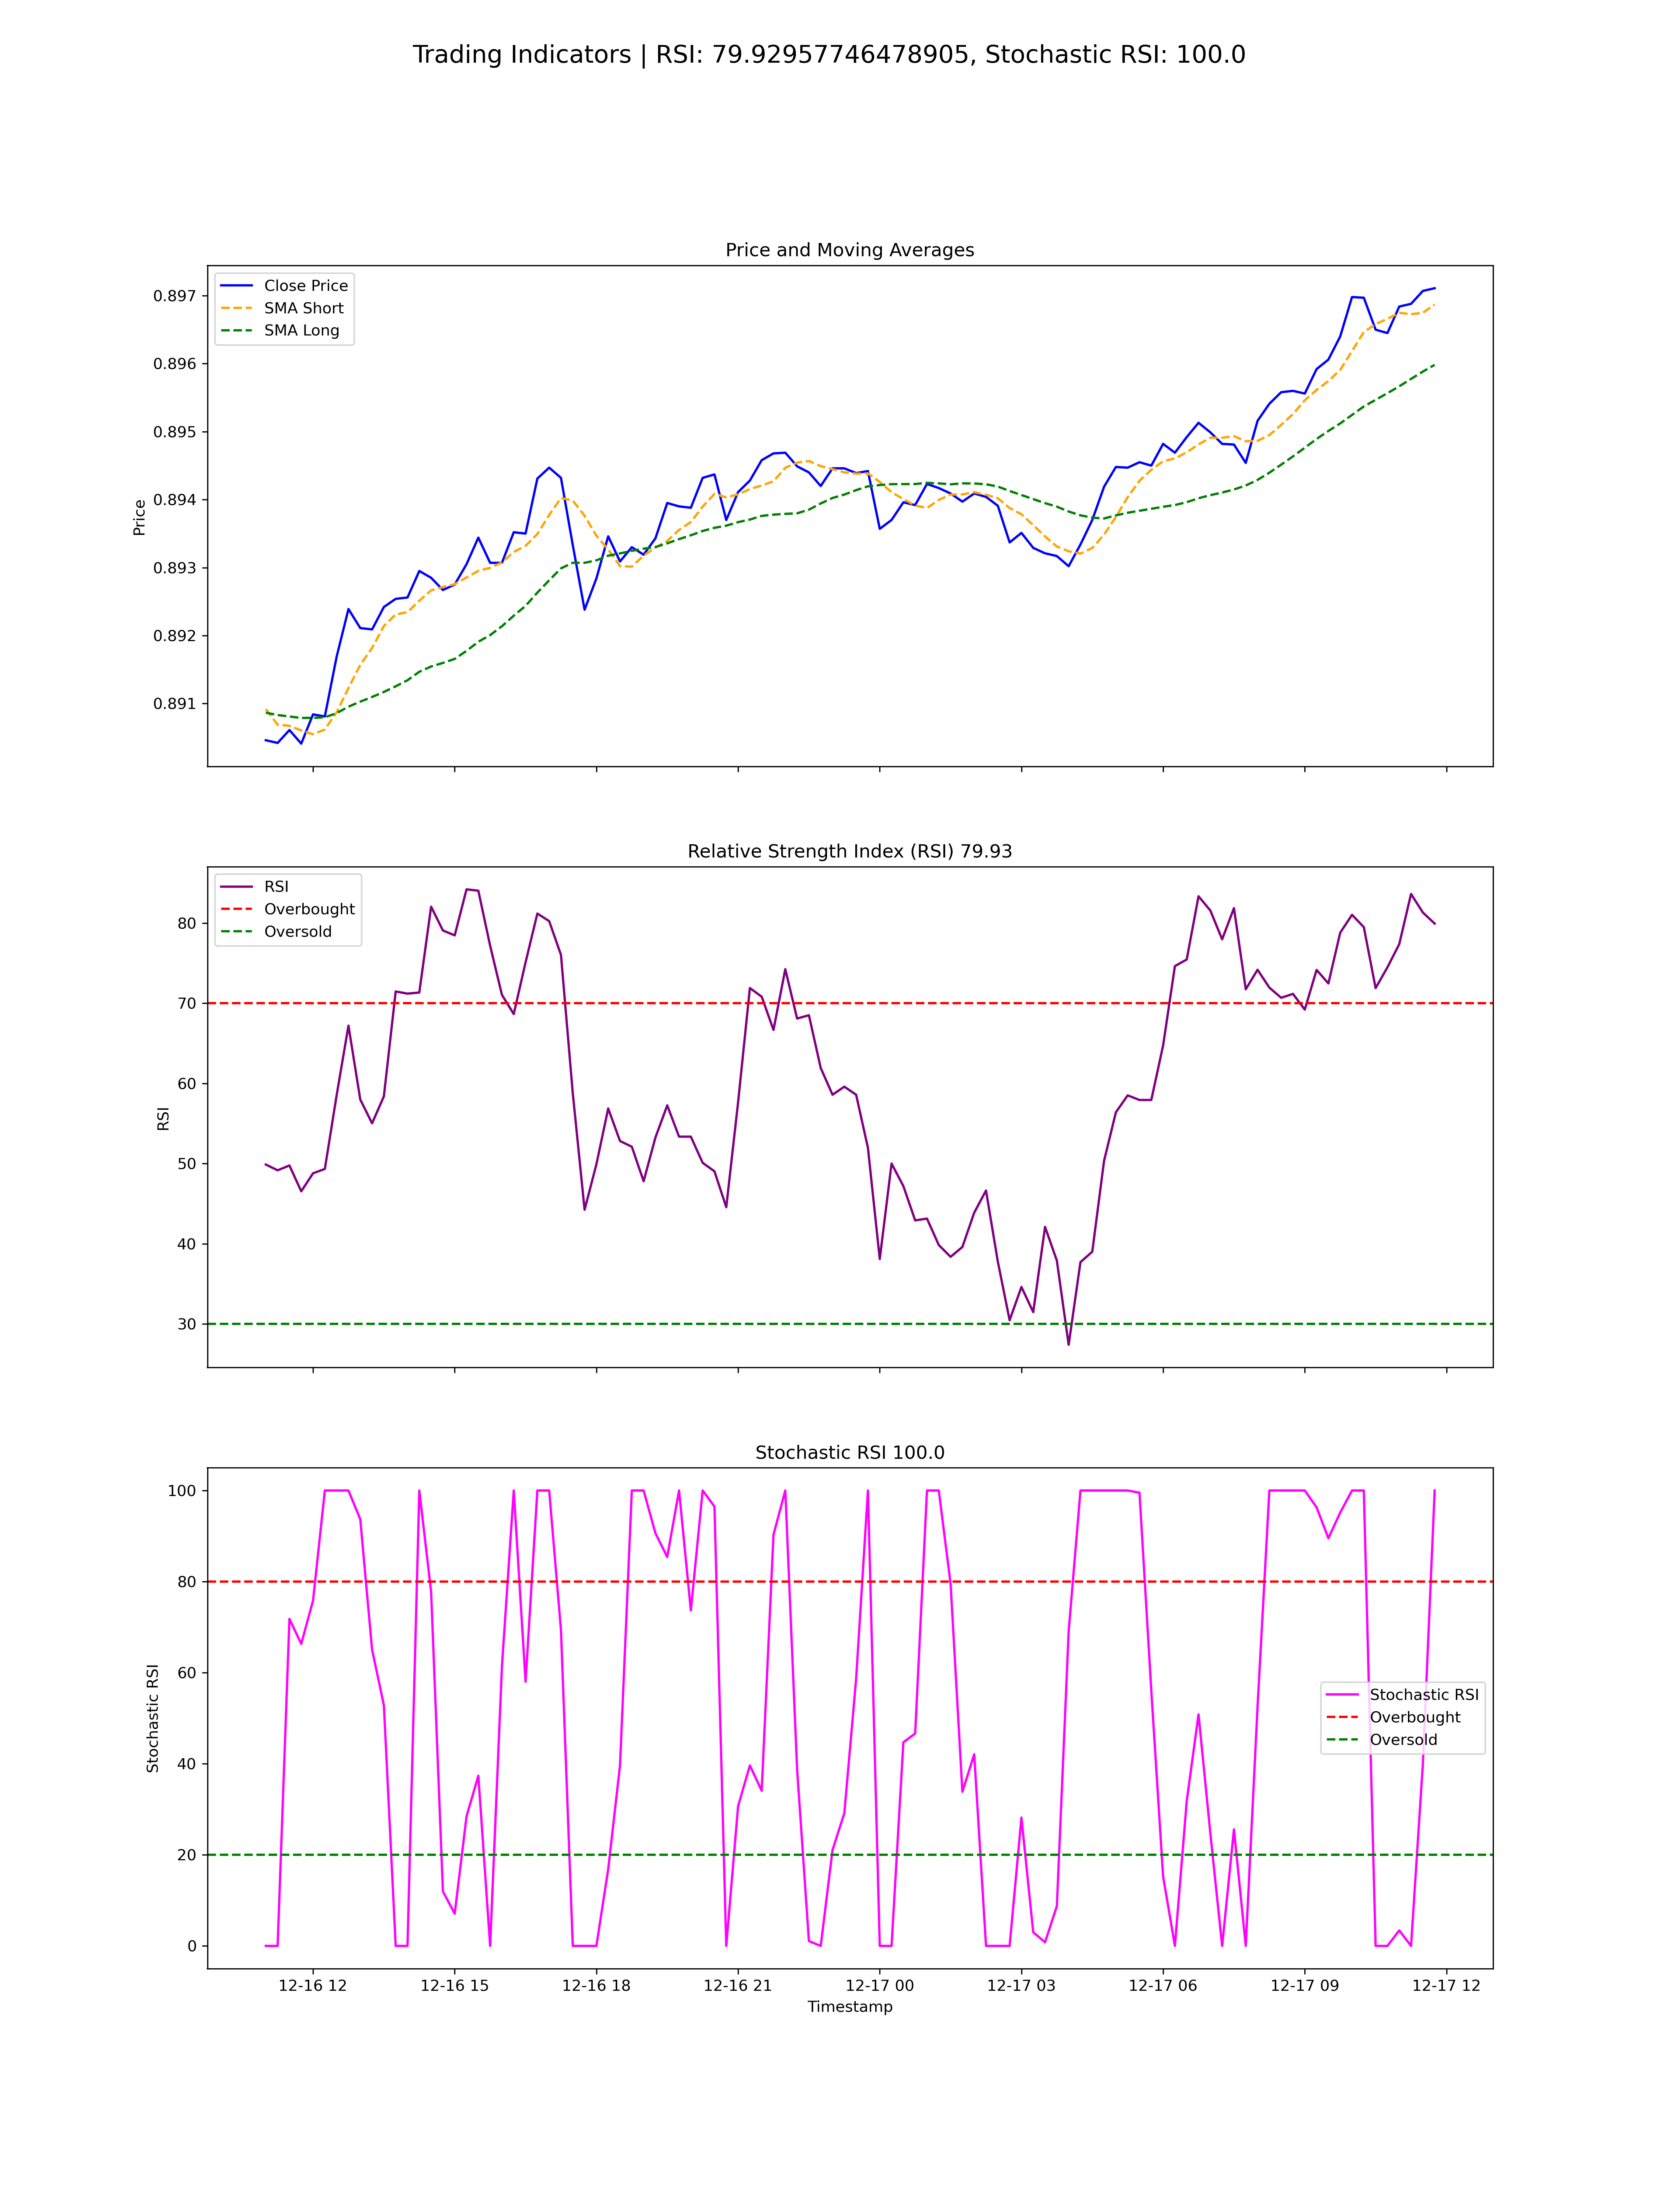 Trading Indicators | RSI: 79.92957746478905, Stochastic RSI: 100.0
Price and Moving Averages
Close Price
SMA Short
SMA Long
0.897
0.896
0.895
0.894
0.893
0.892
0.891
Price
Relative Strength Index (RSI) 79.93
RSI
Overbought
Oversold
80
70
60
50
40
30
RSI
Stochastic RSI 100.0
100
80
60
40
20
0
Stochastic RSI
Stochastic RSI
Overbought
Oversold
12-16 12 12-16 15 12-16 18 12-16 21 12-17 00 12-17 03 12-17 06 12-17 09 12-17 12
Timestamp